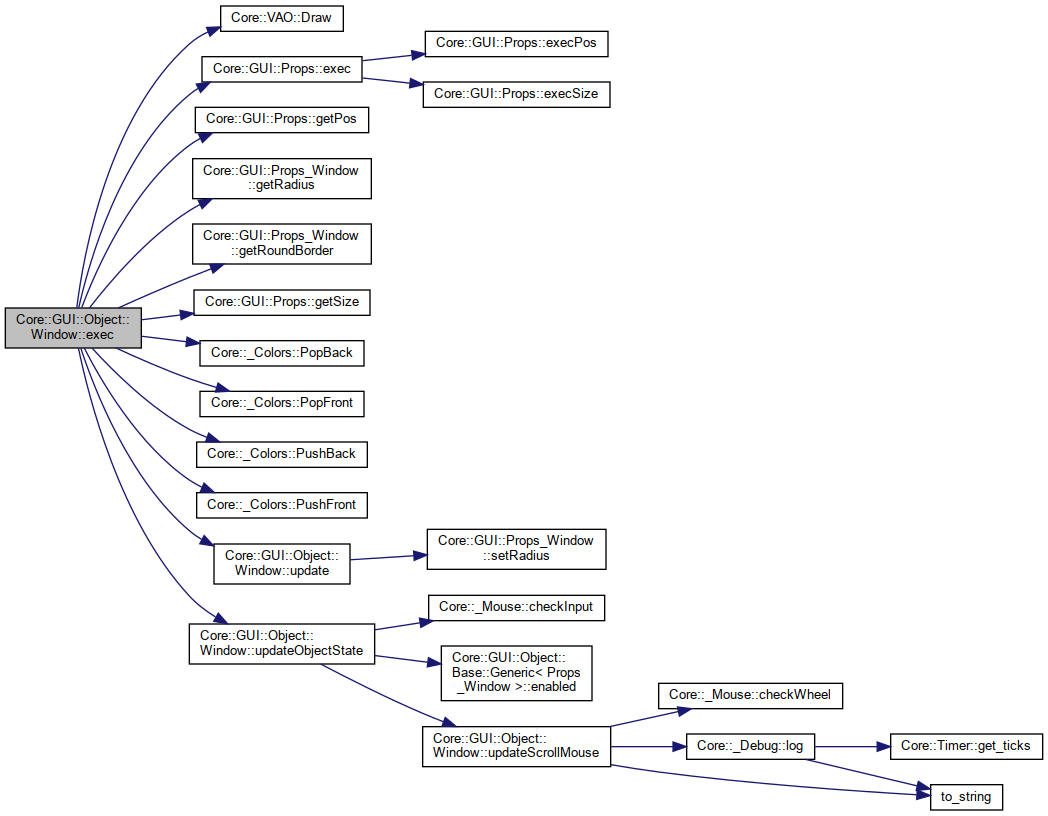 Core::VAO::Draw
Core::GUI::Props::exec
Core::GUI::Props::execPos
Core::GUI::Props::execSize
Core::GUI::Props::getPos
Core::GUI::Props_Window
::getRadius
Core::GUI::Props_Window
::getRoundBorder
Core::GUI::Props::getSize
Core::GUI::Object::
Window::exec
Core::_Colors::PopBack
Core::_Colors::PopFront
Core::_Colors::PushBack
Core::_Colors::PushFront
Core::GUI::Object::
Window::update
Core::GUI::Props_Window
::setRadius
Core::GUI::Object::
Window::updateObjectState
Core::_Mouse::checkInput
Core::GUI::Object::
Base::Generic< Props
_Window >::enabled
Core::GUI::Object::
Window::updateScrollMouse
Core::_Mouse::checkWheel
Core::_Debug::log
Core::Timer::get_ticks
to_string